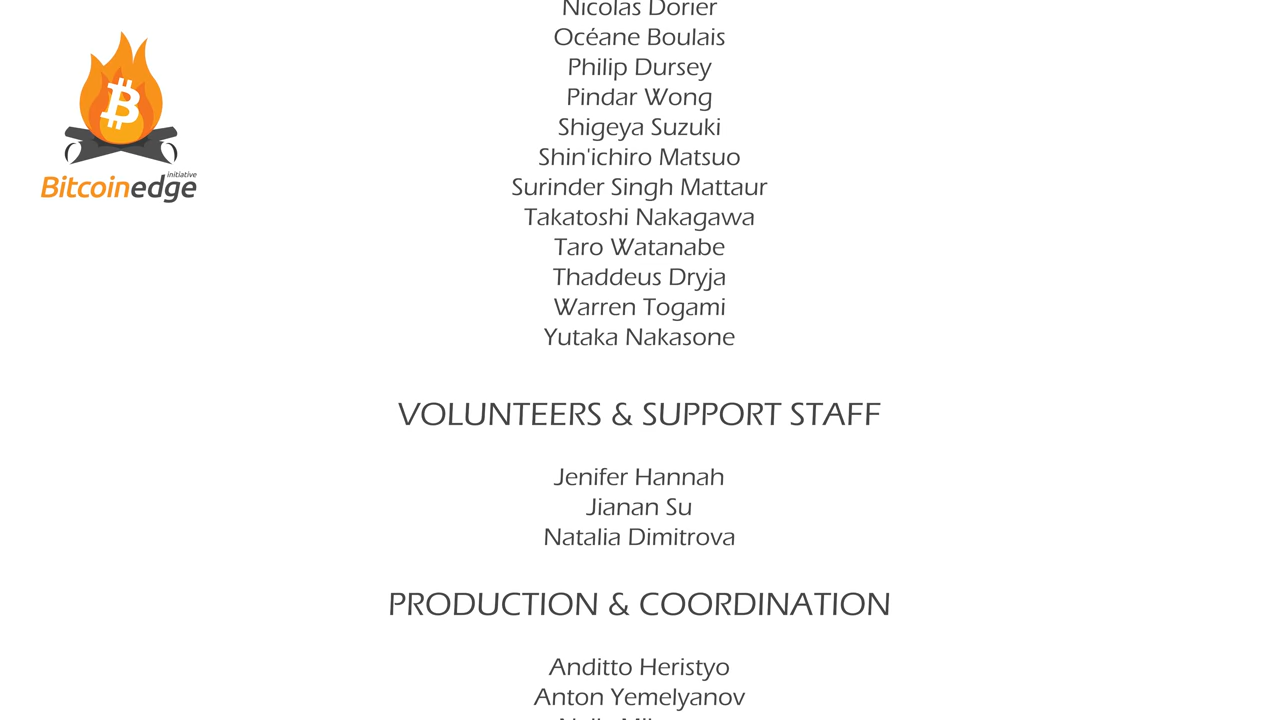 Nicolas Dorier
Océane Boulais
Philip Dursey
Pindar Wong
Shigeya Suzuki
Shin'ichiro Matsuo
initiative
Bitcoinedge
Surinder Singh Mattaur
Takatoshi Nakagawa
Taro Watanabe
Thaddeus Dryja
Warren Togami
Yutaka Nakasone
VOLUNTEERS & SUPPORT STAFF
Jenifer Hannah
Jianan Su
Natalia Dimitrova
PRODUCTION & COORDINATION
Anditto Heristyo
Anton Yemelyanov